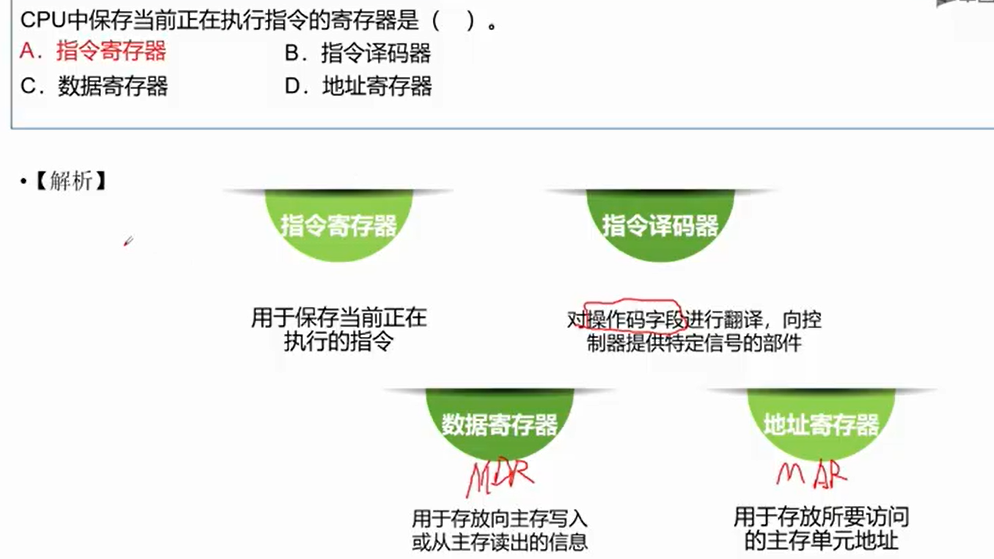 CPU中保存当前正在执行指令的寄存器是（ ）。
A．指令寄存器
B．指令译码器
C．数据寄存器
D．地址寄存器
•【解析】
指令寄存器
指令译码器
用于保存当前正在
执行的指令
对操作码字段进行翻译，向控
制器提供特定信号的部件
数据寄存器
地址寄存器
MDR
MAR
用于存放向主存写入
或从主存读出的信息
用于存放所要访问
的主存单元地址